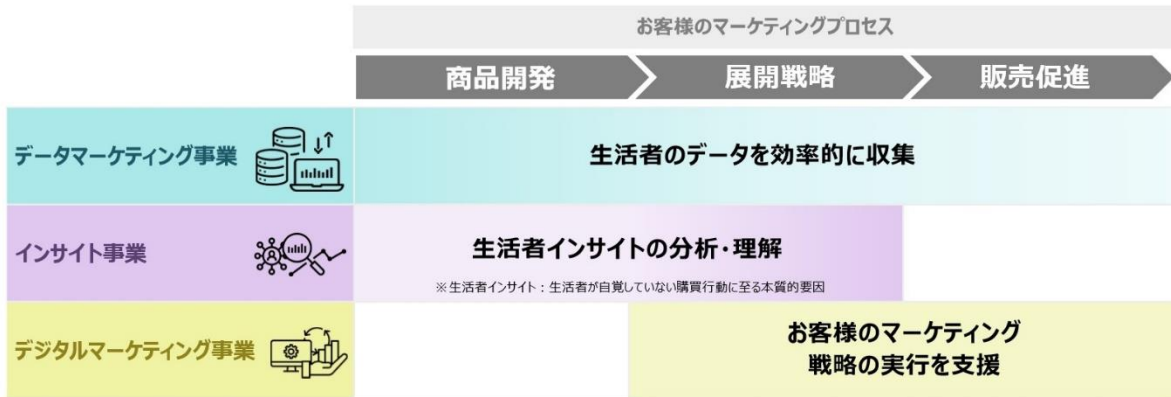 お客様のマーケティングプロセス
商品開発
展開戦略
販売促進
データマーケティング事業
生活者のデータを効率的に収集
インサイト事業
生活者インサイトの分析・理解
※生活者インサイト：生活者が自覚していない購買行動に至る本質的要因
デジタルマーケティング事業
お客様のマーケティング
戦略の実行を支援